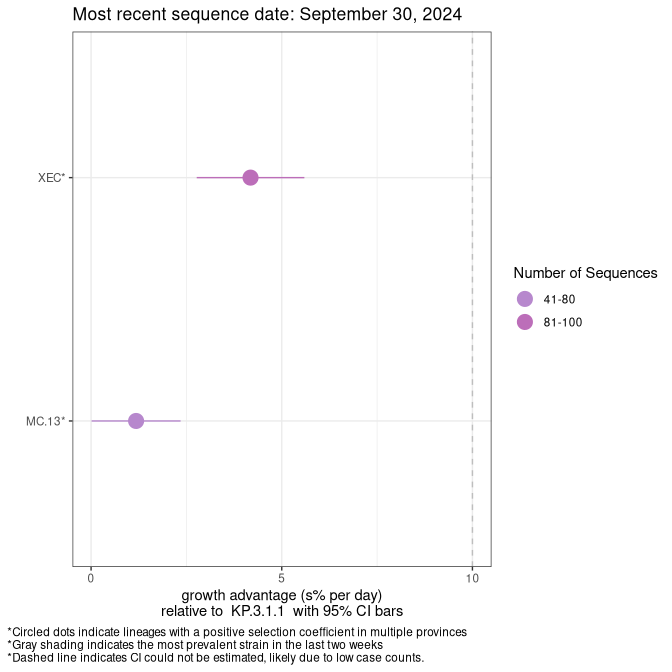 Most recent sequence date: September 30, 2024
XEC*
MC.13*
Number of Sequences
41-80
81-100
0
5
10
growth advantage (s% per day)
relative to  KP.3.1.1  with 95% CI bars
*Circled dots indicate lineages with a positive selection coefficient in multiple provinces
*Gray shading indicates the most prevalent strain in the last two weeks
*Dashed line indicates CI could not be estimated, likely due to low case counts.